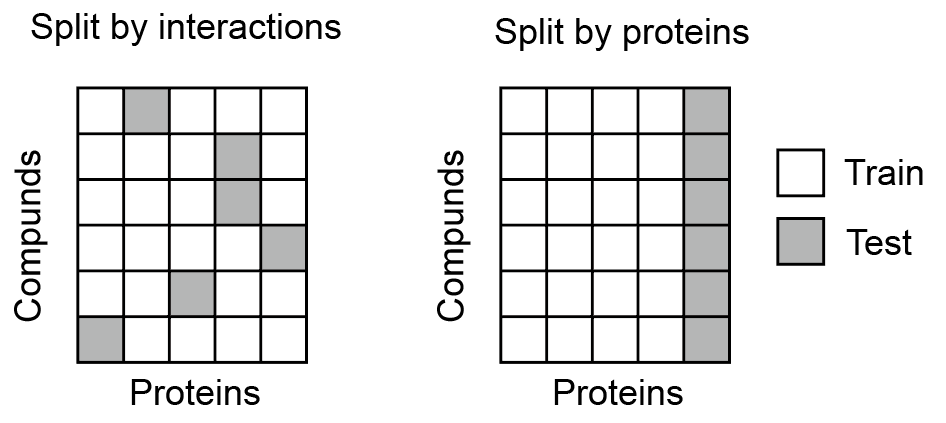 Split by interactions
Split by proteins
Compunds
Proteins
Compunds
Proteins
Train
Test